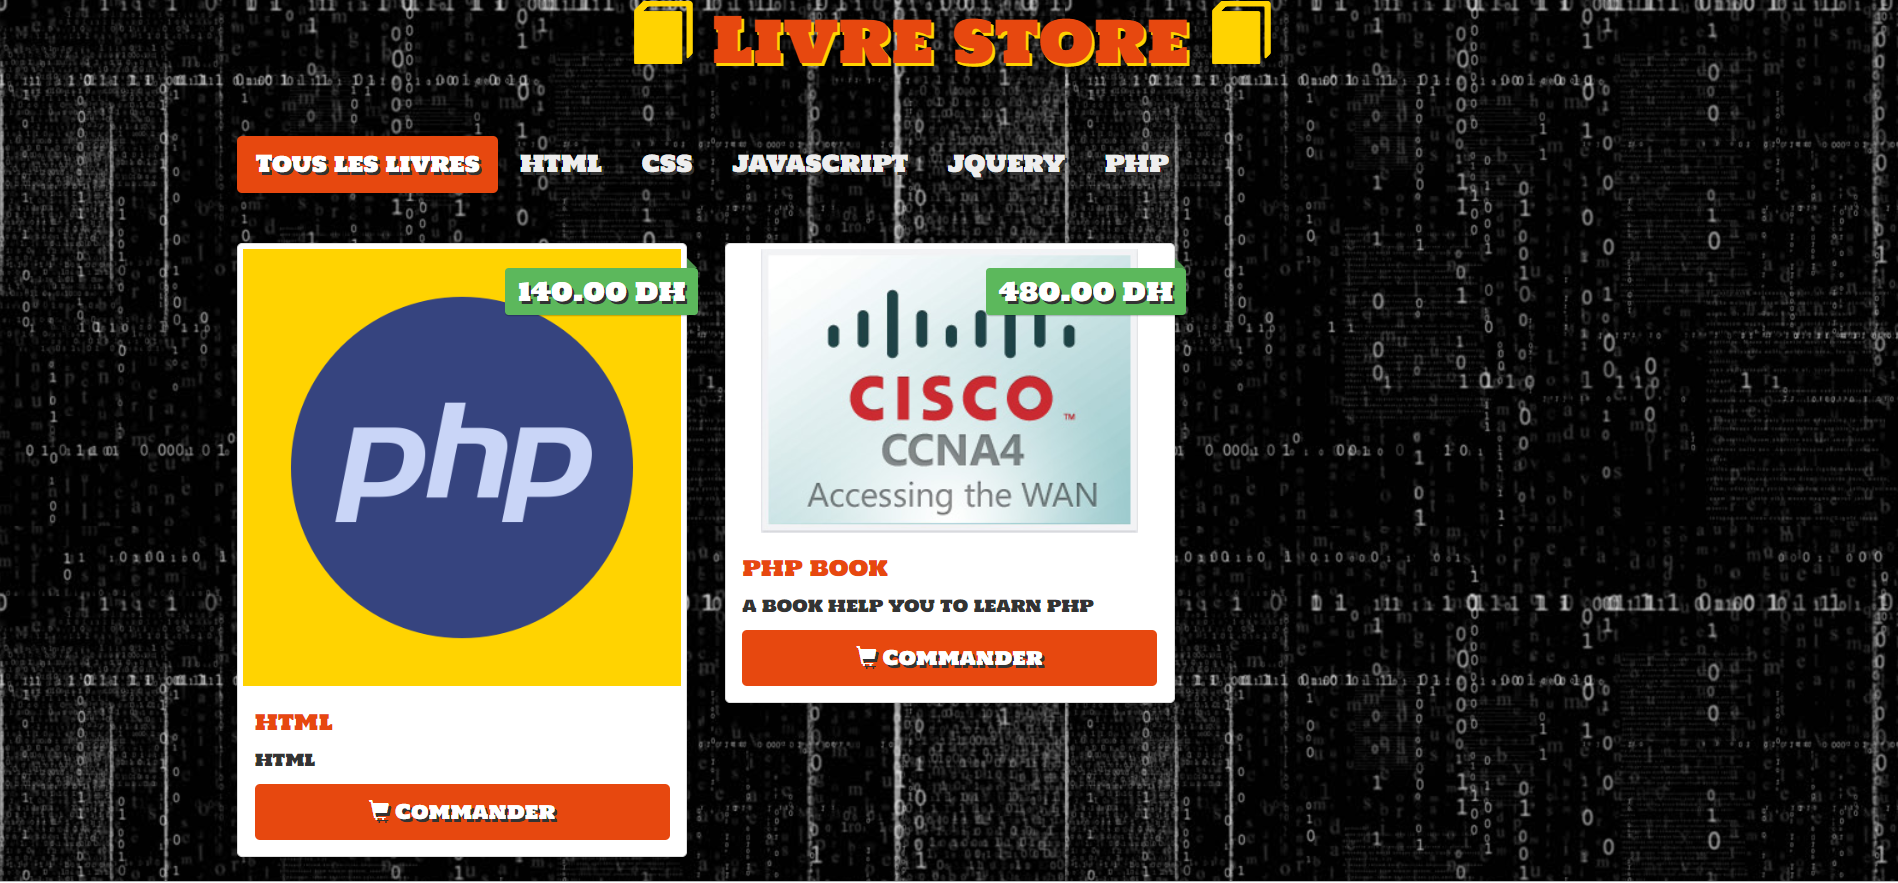 Livre Store
Tous les livres HTML CSS JAVASCRIPT JQUERY PHP
140.00 DH
php
HTML
HTML
Commander
480.00 DH
CISCO™
CCNA4
Accessing the WAN
PHP BOOK
A BOOK HELP YOU TO LEARN PHP
Commander